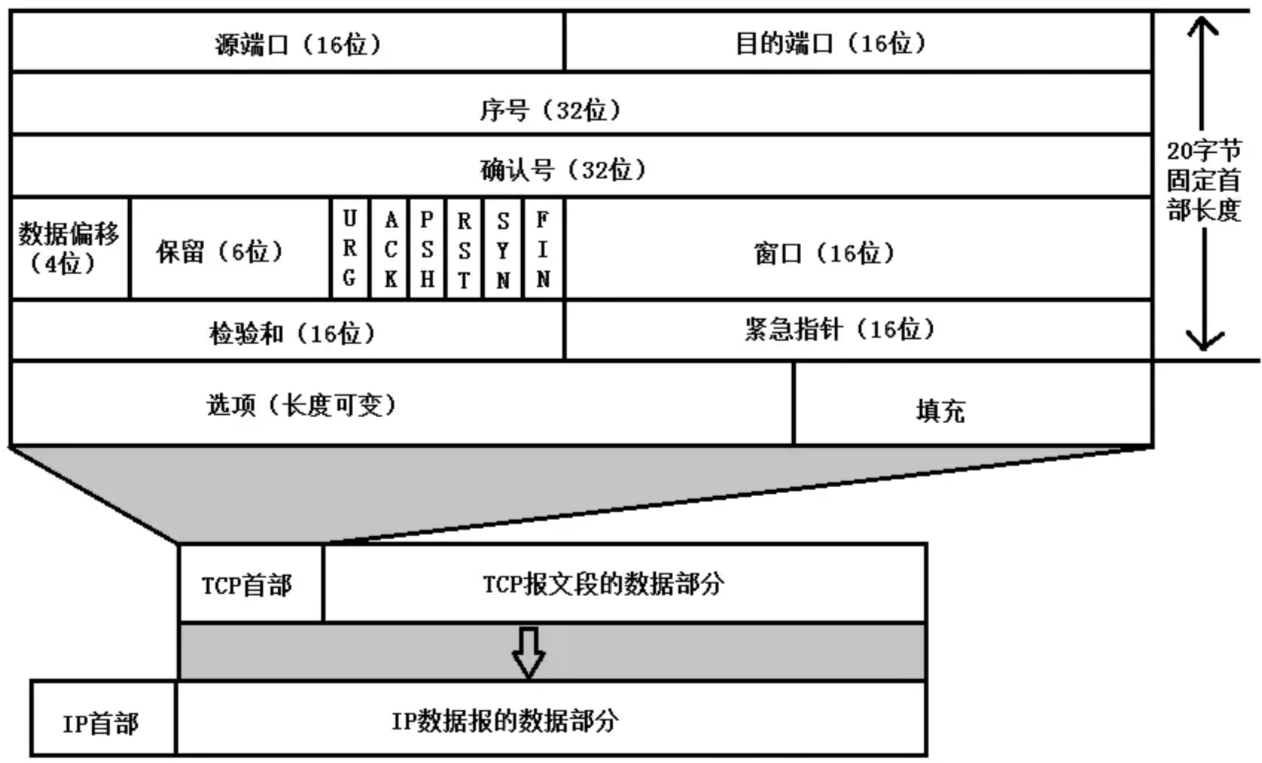 源端口（16位）
目的端口（16位）
序号（32位）
确认号（32位）
20字节
固定首
部长度
数据偏移
（4位）
保留（6位）
URG
ACK
PSH
RST
SYN
FIN
窗口（16位）
检验和（16位）
紧急指针（16位）
选项（长度可变）
填充
TCP首部
TCP报文段的数据部分
IP首部
IP数据报的数据部分